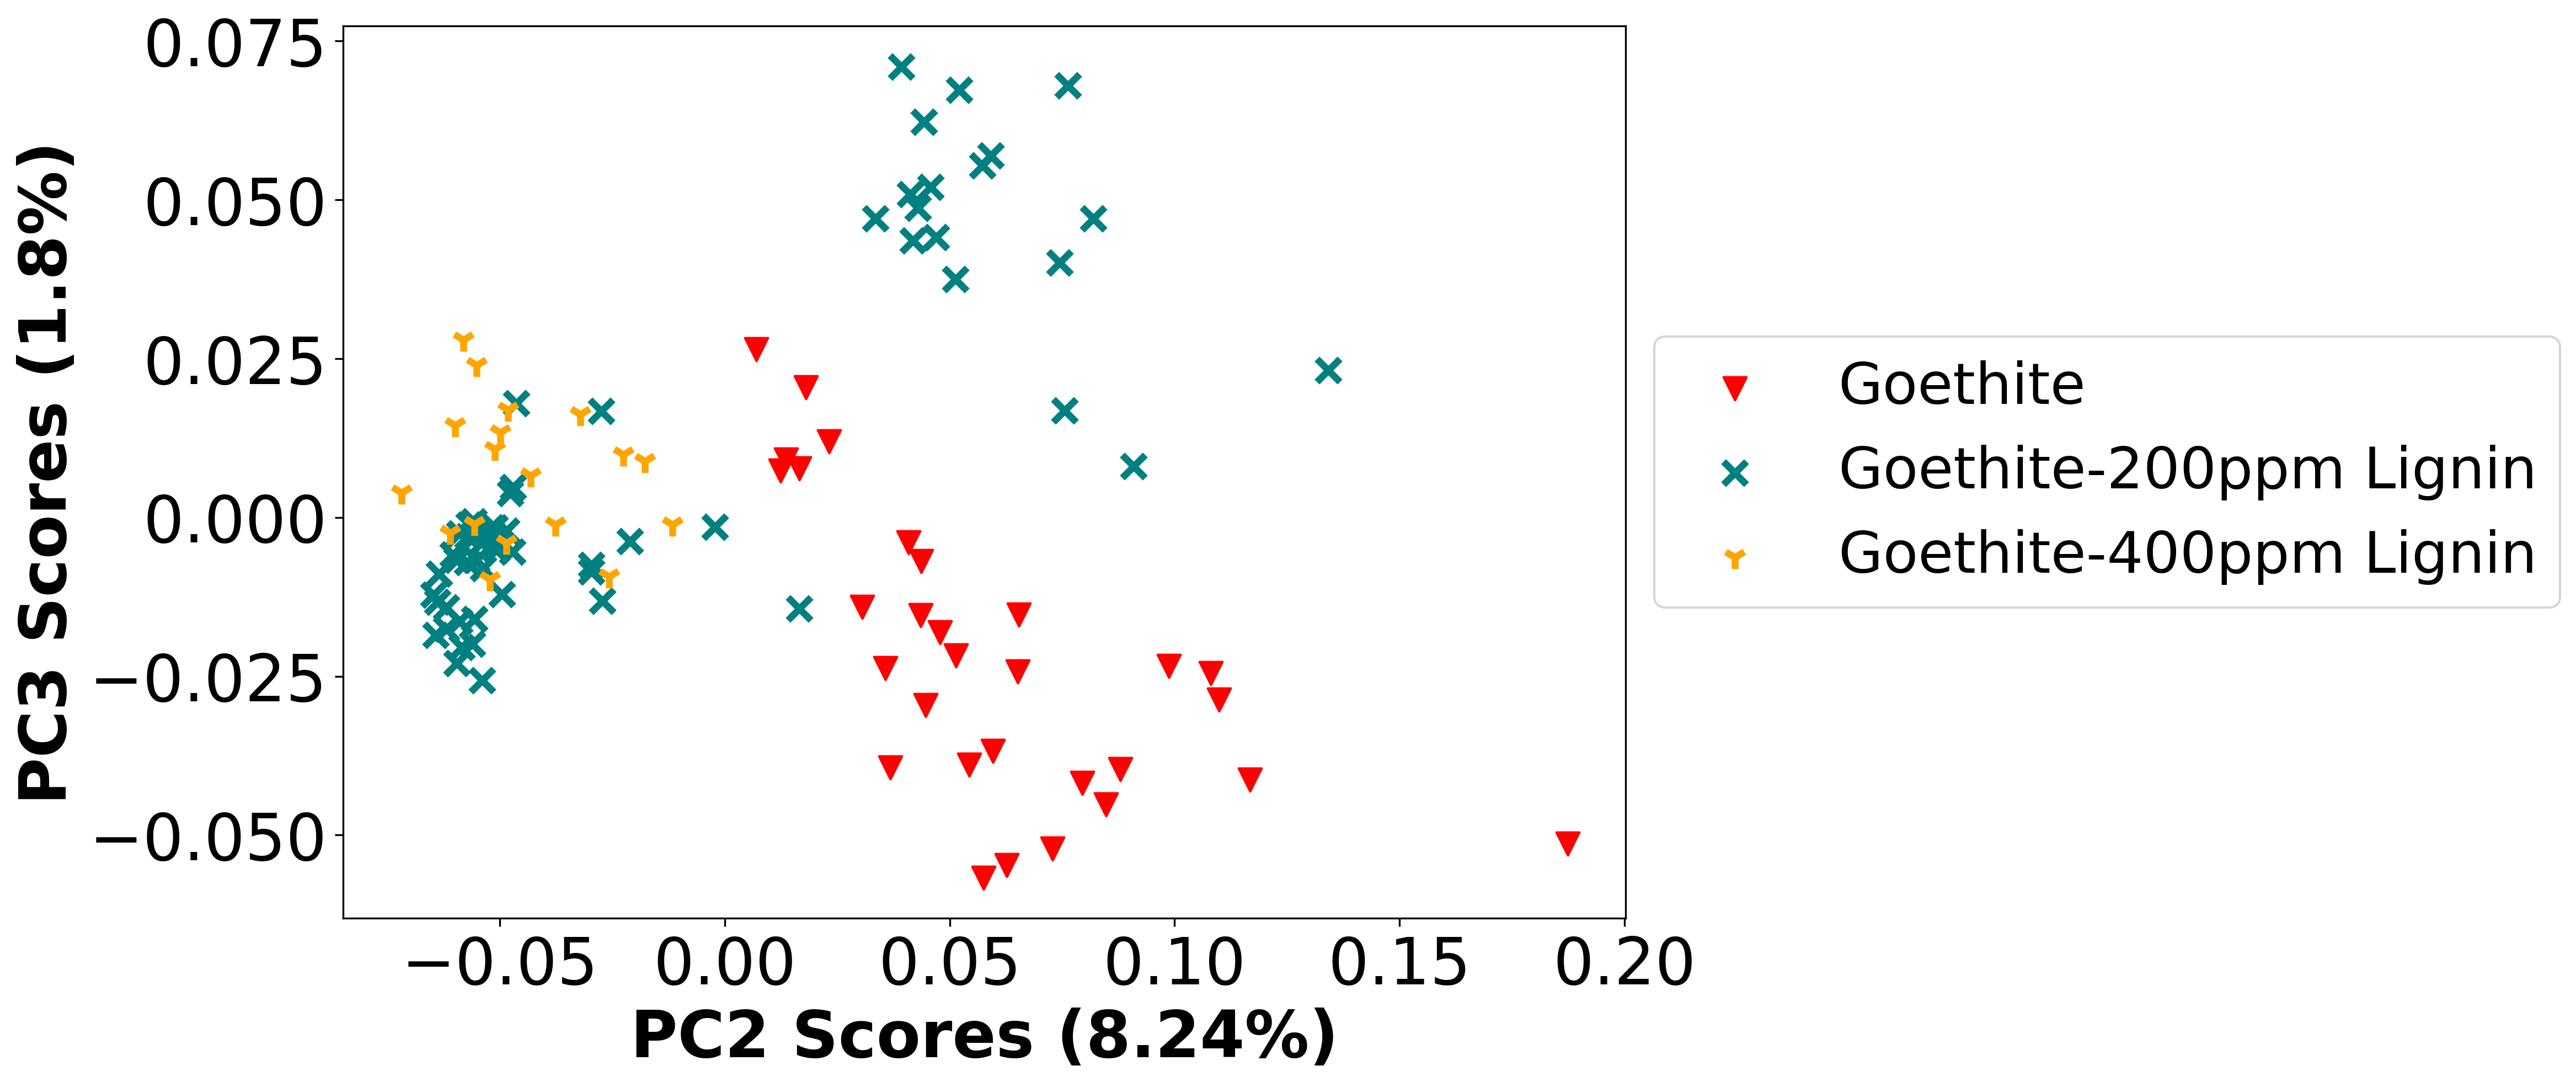 PC3 Scores (1.8%)
0.075
0.050
0.025
0.000
−0.025
−0.050
−0.05 0.00 0.05 0.10 0.15 0.20
PC2 Scores (8.24%)
Goethite
Goethite-200ppm Lignin
Goethite-400ppm Lignin